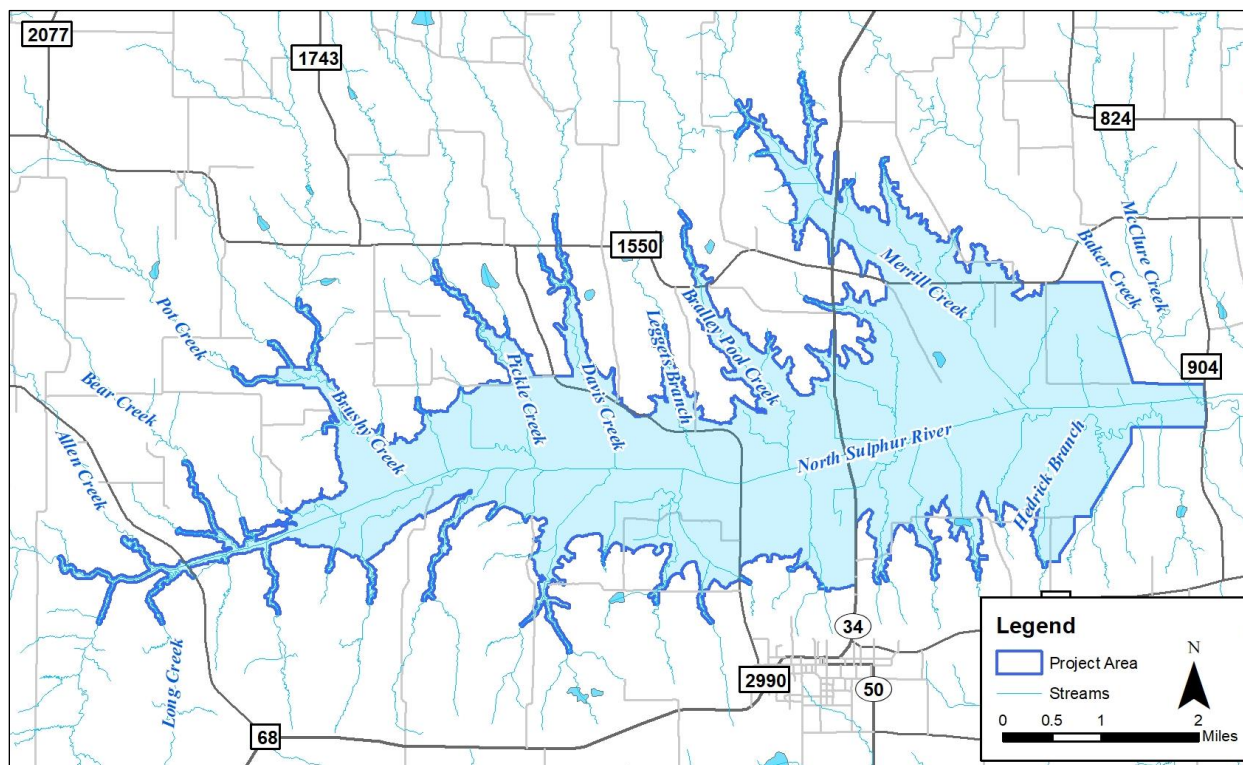 2077
1743
824
1550
McClure Creek
Baker Creek
Merrill Creek
Pot Creek
Bralley Pool Creek
Leggets Branch
Pickle Creek
Davis Creek
904
Bear Creek
Brushy Creek
Allen Creek
North Sulphur River
Hedrick Branch
Long Creek
34
2990
50
68
Legend
Project Area
Streams
N
0 0.5 1 2
Miles